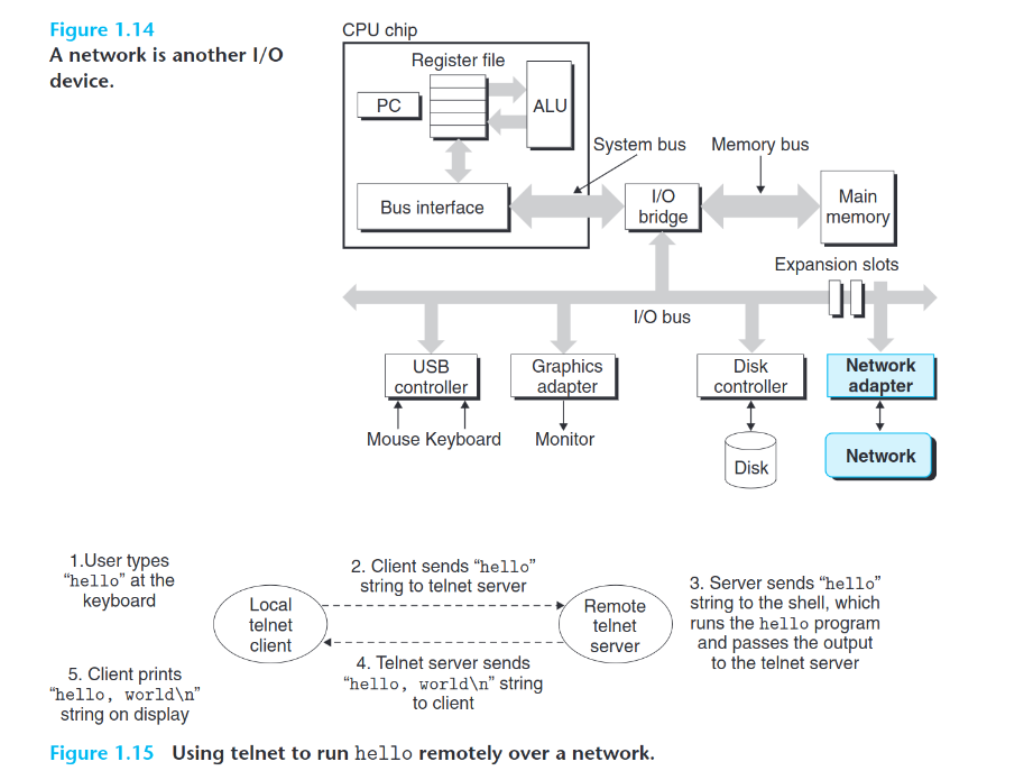 Figure 1.14
A network is another I/O
device.
CPU chip
Register file
PC
ALU
System bus
Memory bus
Bus interface
I/O
bridge
Main
memory
Expansion slots
I/O bus
USB
controller
Graphics
adapter
Disk
controller
Network
adapter
Mouse Keyboard
Monitor
Disk
Network
1.User types
“hello” at the
keyboard
2. Client sends “hello”
string to telnet server
Local
telnet
client
Remote
telnet
server
3. Server sends “hello”
string to the shell, which
runs the hello program
and passes the output
to the telnet server
4. Telnet server sends
“hello, world\n” string
to client
5. Client prints
“hello, world\n”
string on display
Figure 1.15 Using telnet to run hello remotely over a network.